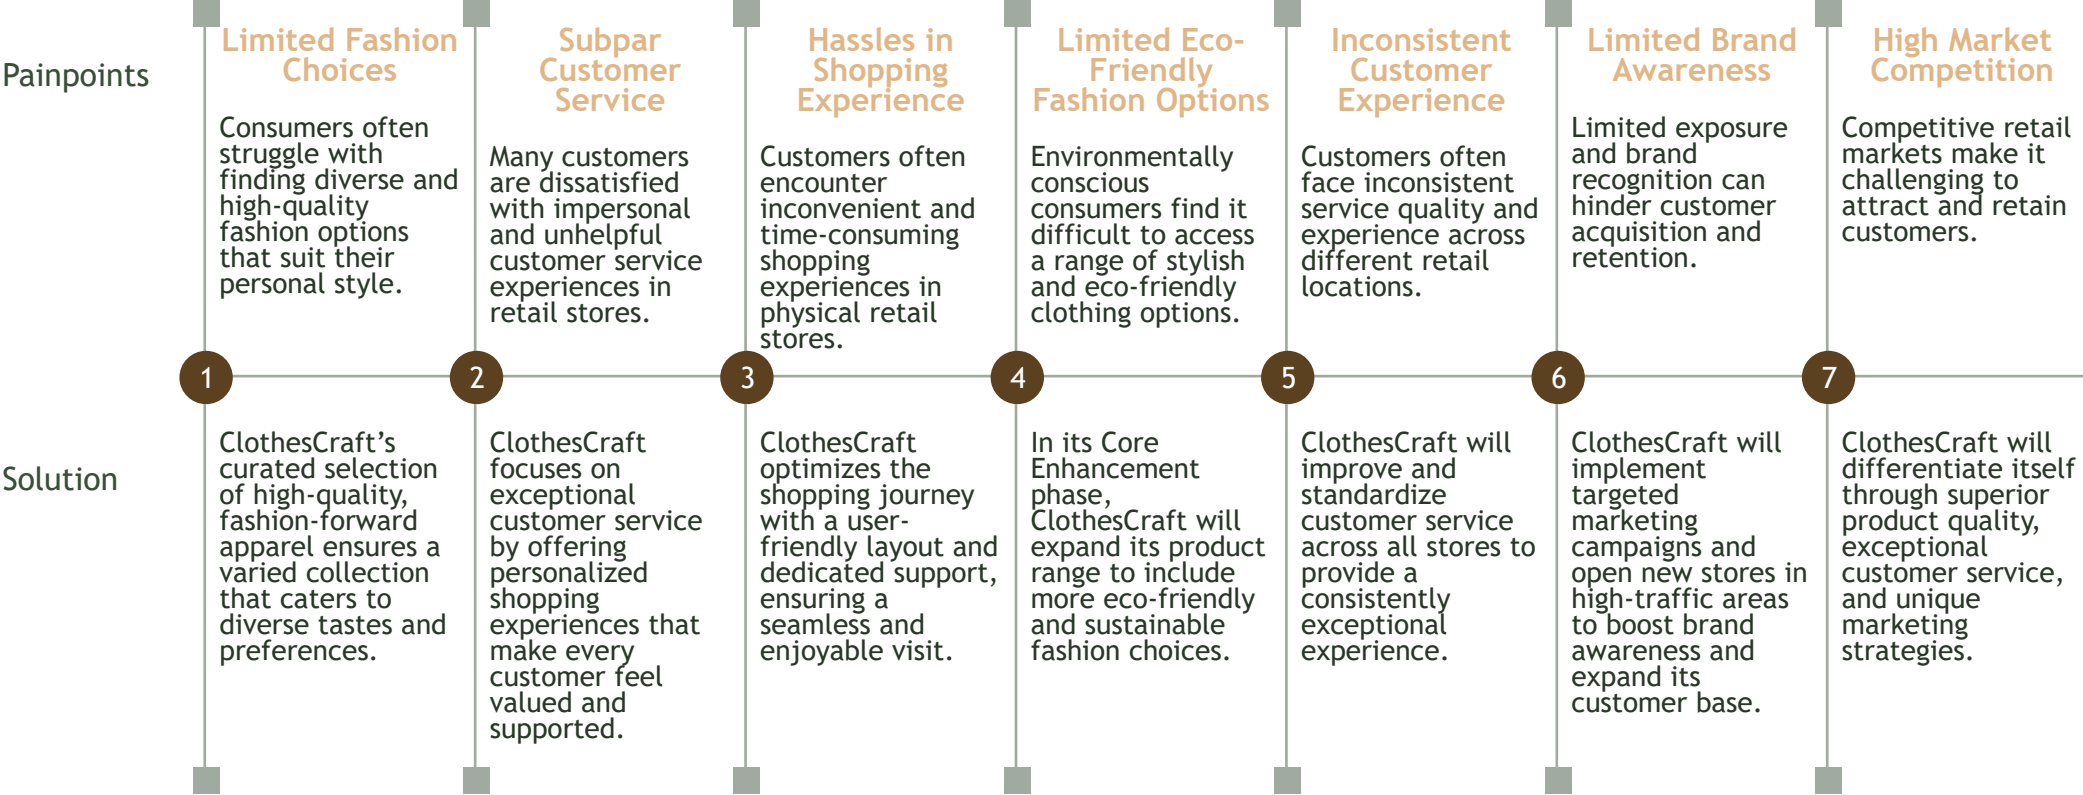 Painpoints
Limited Fashion
Choices
Consumers often
struggle with
finding diverse and
high-quality
fashion options
that suit their
personal style.
Subpar
Customer
Service
Many customers
are dissatisfied
with impersonal
and unhelpful
customer service
experiences in
retail stores.
Hassles in
Shopping
Experience
Customers often
encounter
inconvenient and
time-consuming
shopping
experiences in
physical retail
stores.
Limited Eco-
Friendly
Fashion Options
Environmentally
conscious
consumers find it
difficult to access
a range of stylish
and eco-friendly
clothing options.
Inconsistent
Customer
Experience
Customers often
face inconsistent
service quality and
experience across
different retail
locations.
Limited Brand
Awareness
Limited exposure
and brand
recognition can
hinder customer
acquisition and
retention.
High Market
Competition
Competitive retail
markets make it
challenging to
attract and retain
customers.
1
2
3
4
5
6
7
Solution
ClothesCraft’s
curated selection
of high-quality,
fashion-forward
apparel ensures a
varied collection
that caters to
diverse tastes and
preferences.
ClothesCraft
focuses on
exceptional
customer service
by offering
personalized
shopping
experiences that
make every
customer feel
valued and
supported.
ClothesCraft
optimizes the
shopping journey
with a user-
friendly layout and
dedicated support,
ensuring a
seamless and
enjoyable visit.
In its Core
Enhancement
phase,
ClothesCraft will
expand its product
range to include
more eco-friendly
and sustainable
fashion choices.
ClothesCraft will
improve and
standardize
customer service
across all stores to
provide a
consistently
exceptional
experience.
ClothesCraft will
implement
targeted
marketing
campaigns and
open new stores in
high-traffic areas
to boost brand
awareness and
expand its
customer base.
ClothesCraft will
differentiate itself
through superior
product quality,
exceptional
customer service,
and unique
marketing
strategies.